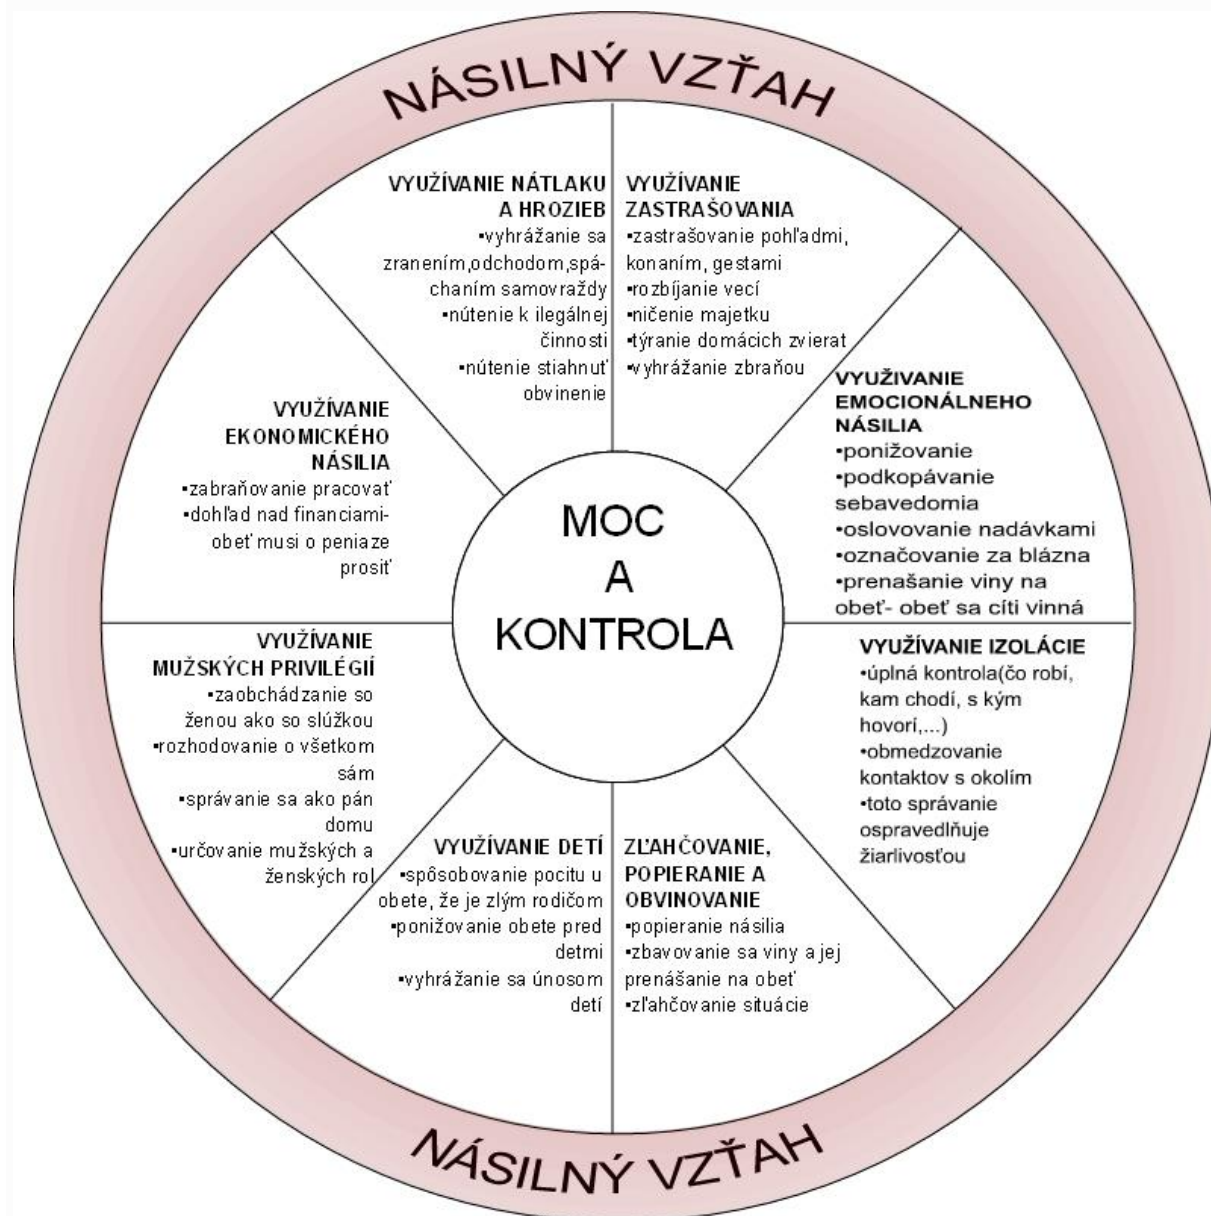 NÁSILNÝ VZŤAH
VYUŽÍVANIE NÁTLAKU
A HROZIEB
▪vyhrážanie sa
zranením,odchodom,spá-
chaním samovraždy
▪nútenie k ilegálnej
činnosti
▪nútenie stiahnuť
obvinenie
VYUŽÍVANIE
ZASTRAŠOVANIA
▪zastrašovanie pohľadmi,
konaním, gestami
▪rozbíjanie vecí
▪ničenie majetku
▪týranie domácich zvierat
▪vyhrážanie zbraňou
VYUŽIVANIE
EMOCIONÁLNEHO
NÁSILIA
•ponižovanie
•podkopávanie
sebavedomia
•oslovovanie nadávkami
•označovanie za blázna
•prenašanie viny na
obeť- obeť sa cíti vinná
VYUŽÍVANIE IZOLÁCIE
•úplná kontrola(čo robí,
kam chodí, s kým
hovorí,...)
•obmedzovanie
kontaktov s okolím
•toto správanie
ospravedlňuje
žiarlivosťou
ZĽAHČOVANIE,
POPIERANIE A
OBVINOVANIE
▪popieranie násilia
▪zbavovanie sa viny a jej
prenášanie na obeť
▪zľahčovanie situácie
VYUŽÍVANIE DETÍ
▪spôsobovanie pocitu u
obete, že je zlým rodičom
▪ponižovanie obete pred
detmi
▪vyhrážanie sa únosom
detí
VYUŽÍVANIE
MUŽSKÝCH PRIVILÉGIÍ
▪zaobchádzanie so
ženou ako so slúžkou
▪rozhodovanie o všetkom
sám
▪správanie sa ako pán
domu
▪určovanie mužských a
ženských rol
VYUŽÍVANIE
EKONOMICKÉHO
NÁSILIA
▪zabraňovanie pracovať
▪dohľad nad financiami-
obeť musi o peniaze
prosiť
MOC
A
KONTROLA
NÁSILNÝ VZŤAH